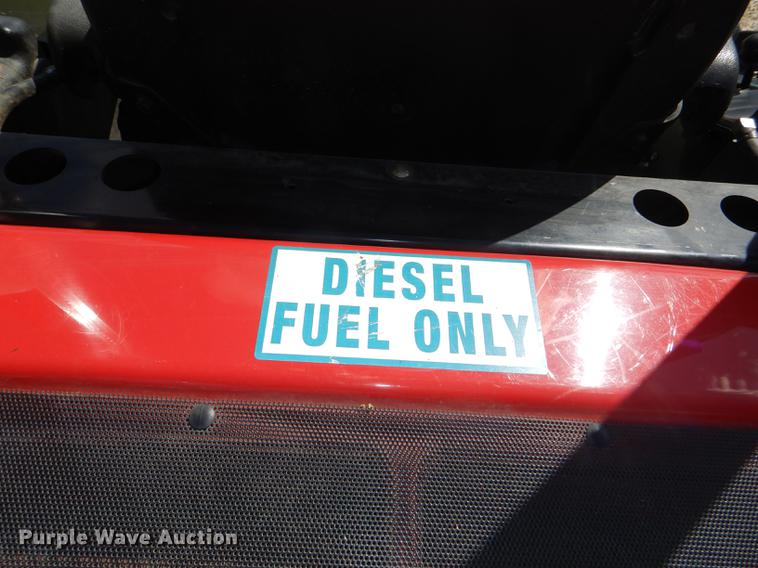 DIESEL
FUEL ONLY
Purple Wave Auction